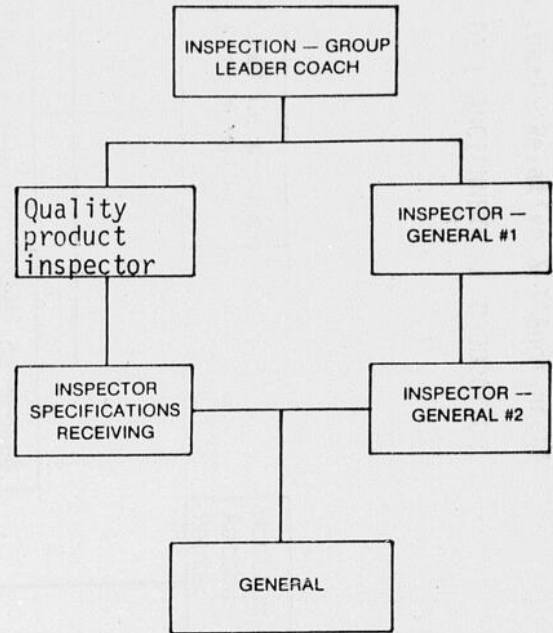 INSPECTION — GROUP
LEADER COACH
Quality
product
inspector
INSPECTOR —
GENERAL #1
INSPECTOR
SPECIFICATIONS
RECEIVING
INSPECTOR —
GENERAL #2
GENERAL